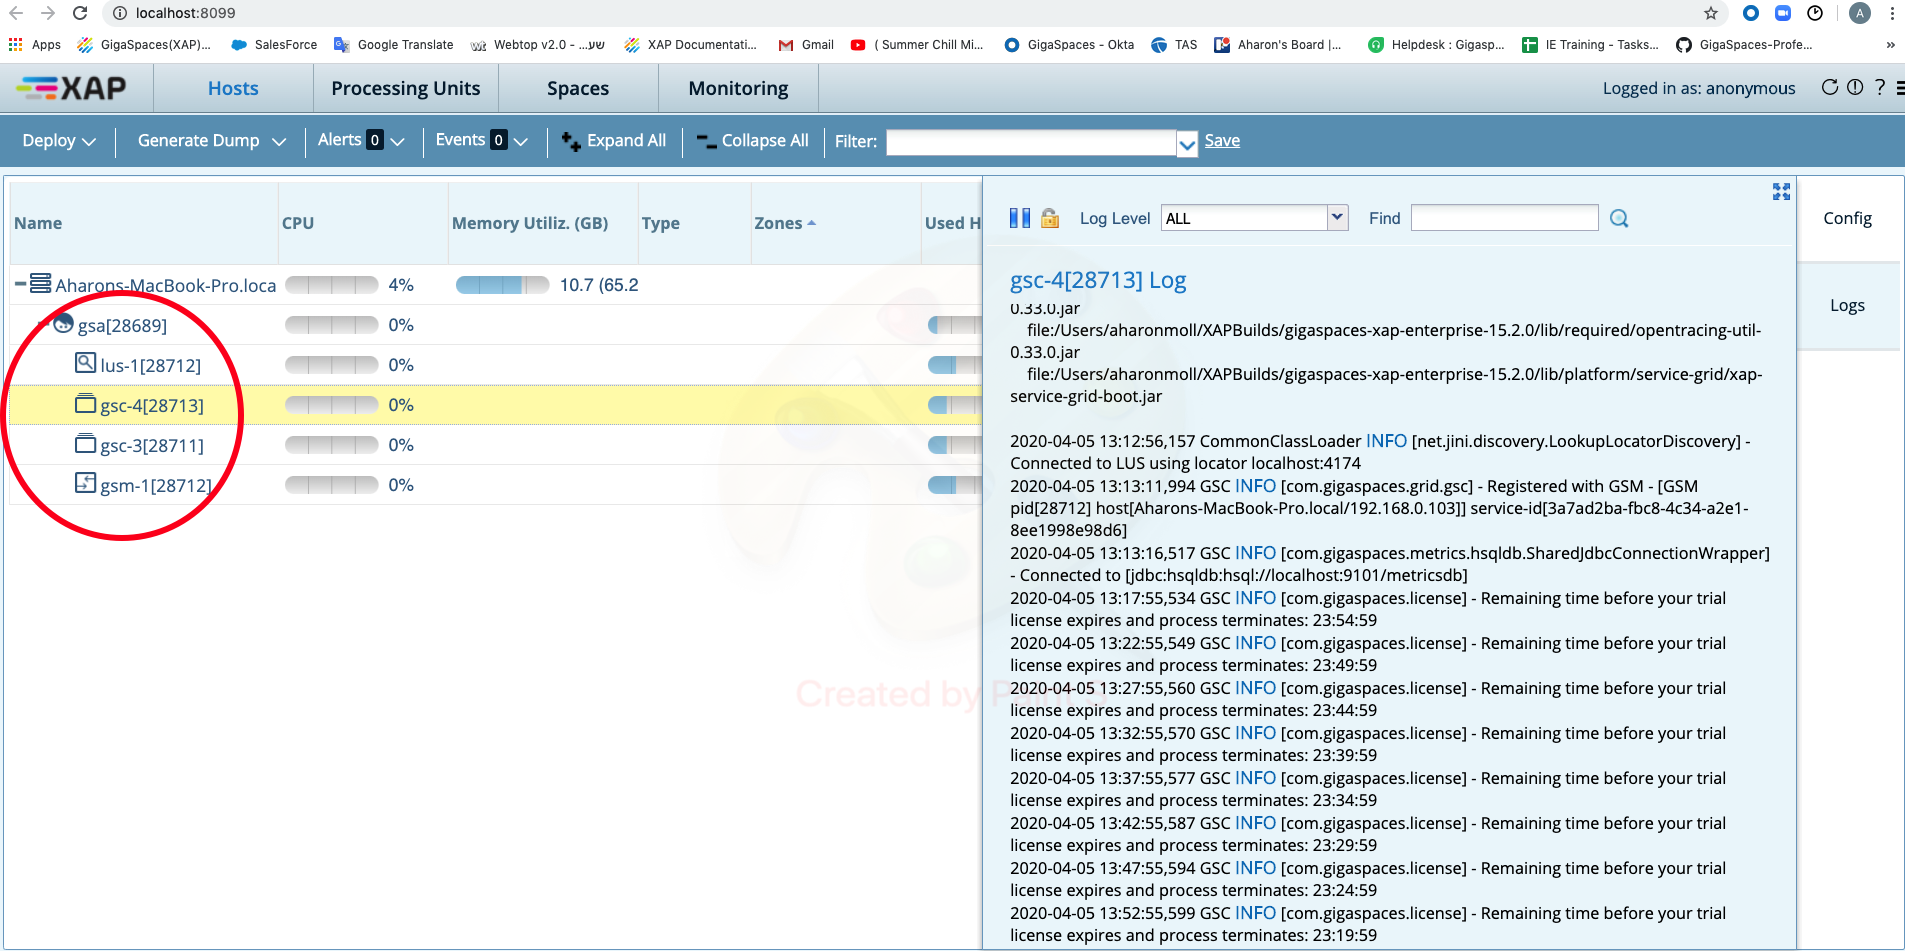 localhost:8099
A
Apps
GigaSpaces(XAP)...
SalesForce
Google Translate
Webtop v2.0 - ...שע
XAP Documentati...
Gmail
( Summer Chill Mi...
GigaSpaces - Okta
TAS
Aharon's Board |...
Helpdesk : Gigasp...
IE Training - Tasks...
GigaSpaces-Profe...
»
XAP
Hosts
Processing Units
Spaces
Monitoring
Logged in as: anonymous
Deploy
Generate Dump
Alerts 0
Events 0
Expand All
Collapse All
Filter:
Save
Name
CPU
Memory Utiliz. (GB)
Type
Zones
Used H
Aharons-MacBook-Pro.loca
4%
10.7 (65.2
gsa[28689]
0%
lus-1[28712]
0%
gsc-4[28713]
0%
gsc-3[28711]
0%
gsm-1[28712]
0%
Log Level
ALL
Find
Config
Logs
gsc-4[28713] Log
0.33.0.jar
file:/Users/aharonmoll/XAPBuilds/gigaspaces-xap-enterprise-15.2.0/lib/required/opentracing-util-
0.33.0.jar
file:/Users/aharonmoll/XAPBuilds/gigaspaces-xap-enterprise-15.2.0/lib/platform/service-grid/xap-
service-grid-boot.jar
2020-04-05 13:12:56,157 CommonClassLoader INFO [net.jini.discovery.LookupLocatorDiscovery] -
Connected to LUS using locator localhost:4174
2020-04-05 13:13:11,994 GSC INFO [com.gigaspaces.grid.gsc] - Registered with GSM - [GSM
pid[28712] host[Aharons-MacBook-Pro.local/192.168.0.103]] service-id[3a7ad2ba-fbc8-4c34-a2e1-
8ee1998e98d6]
2020-04-05 13:13:16,517 GSC INFO [com.gigaspaces.metrics.hsqldb.SharedJdbcConnectionWrapper]
- Connected to [jdbc:hsqldb:hsql://localhost:9101/metricsdb]
2020-04-05 13:17:55,534 GSC INFO [com.gigaspaces.license] - Remaining time before your trial
license expires and process terminates: 23:54:59
2020-04-05 13:22:55,549 GSC INFO [com.gigaspaces.license] - Remaining time before your trial
license expires and process terminates: 23:49:59
2020-04-05 13:27:55,560 GSC INFO [com.gigaspaces.license] - Remaining time before your trial
license expires and process terminates: 23:44:59
2020-04-05 13:32:55,570 GSC INFO [com.gigaspaces.license] - Remaining time before your trial
license expires and process terminates: 23:39:59
2020-04-05 13:37:55,577 GSC INFO [com.gigaspaces.license] - Remaining time before your trial
license expires and process terminates: 23:34:59
2020-04-05 13:42:55,587 GSC INFO [com.gigaspaces.license] - Remaining time before your trial
license expires and process terminates: 23:29:59
2020-04-05 13:47:55,594 GSC INFO [com.gigaspaces.license] - Remaining time before your trial
license expires and process terminates: 23:24:59
2020-04-05 13:52:55,599 GSC INFO [com.gigaspaces.license] - Remaining time before your trial
license expires and process terminates: 23:19:59
Created by Paint S